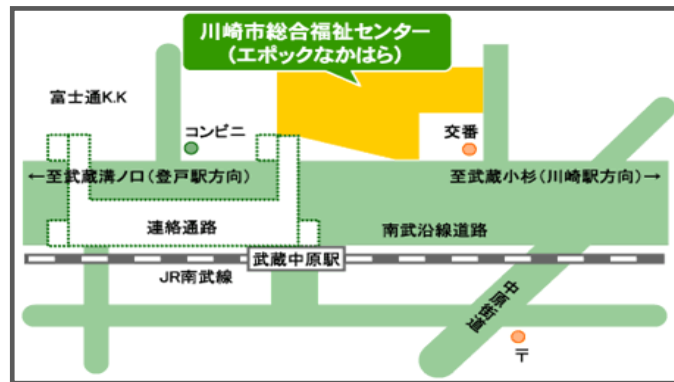 川崎市総合福祉センター
(エポックなかはら)
富士通K.K
コンビニ
交番
←至武蔵溝ノ口(登戸駅方向)
至武蔵小杉(川崎駅方向)→
連絡通路
南武沿線道路
武蔵中原駅
JR南武線
中原街道
〒